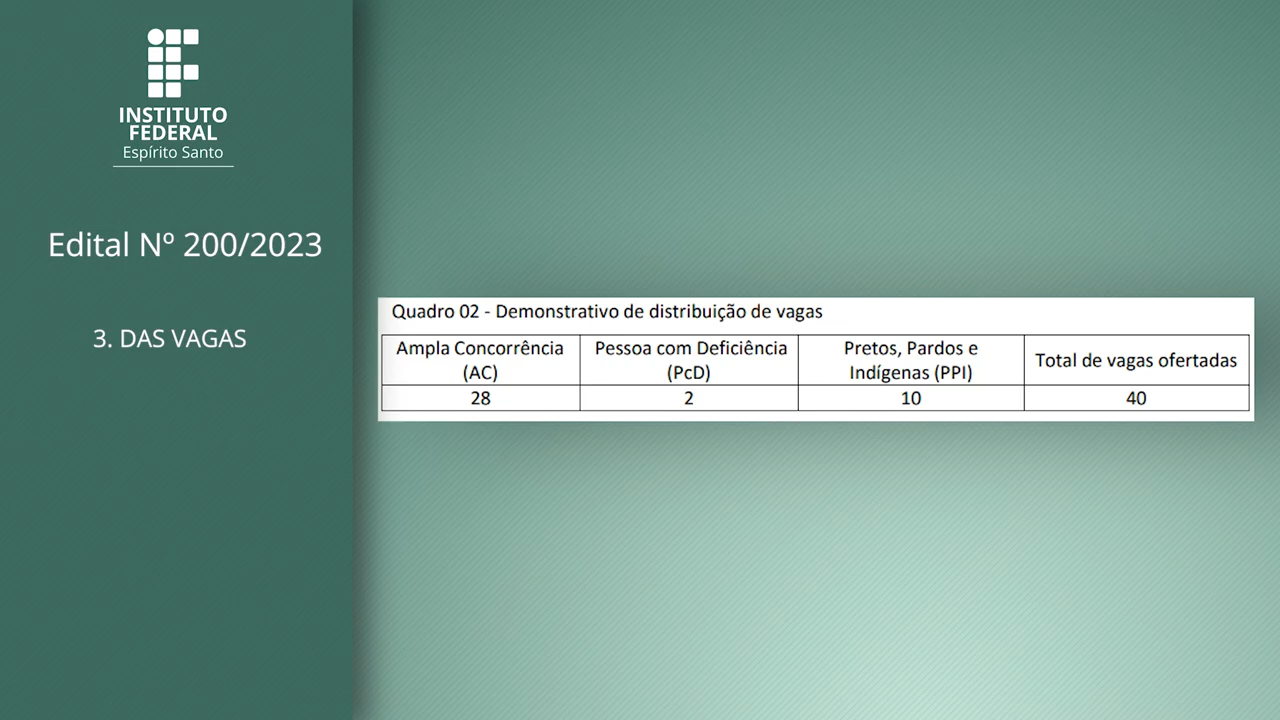 INSTITUTO
FEDERAL
Espírito Santo
Edital Nº 200/2023
3. DAS VAGAS
Quadro 02 - Demonstrativo de distribuição de vagas
Ampla Concorrência
(AC)
Pessoa com Deficiência
(PcD)
Pretos, Pardos e
Indígenas (PPI)
Total de vagas ofertadas
28
2
10
40